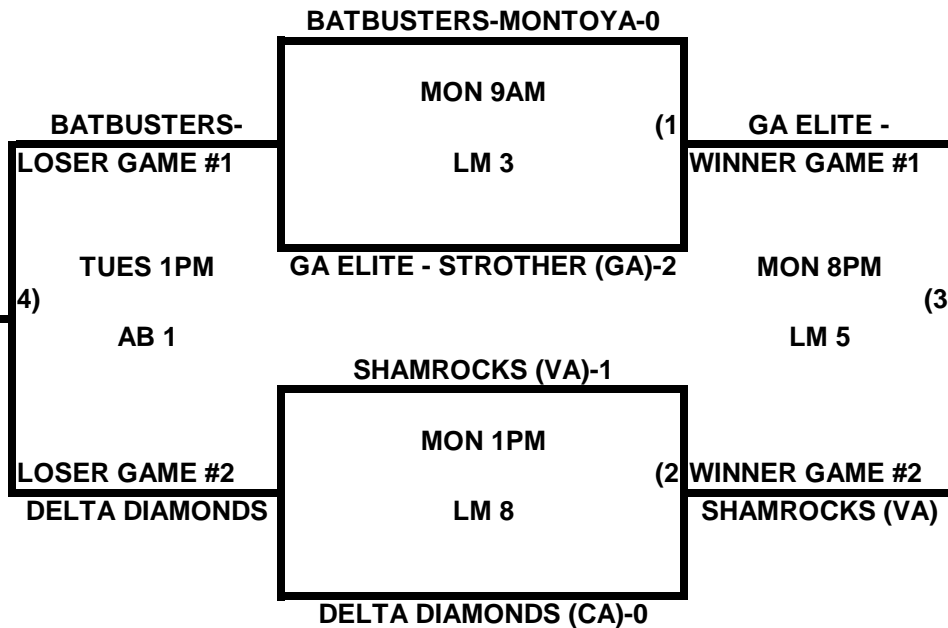 BATBUSTERS-MONTOYA-0
MON 9AM
BATBUSTERS-
(1
GA ELITE -
LOSER GAME #1
LM 3
WINNER GAME #1
TUES 1PM
GA ELITE - STROTHER (GA)-2
MON 8PM
4)
(3
AB 1
LM 5
SHAMROCKS (VA)-1
MON 1PM
LOSER GAME #2
(2
WINNER GAME #2
DELTA DIAMONDS
LM 8
SHAMROCKS (VA)
DELTA DIAMONDS (CA)-0